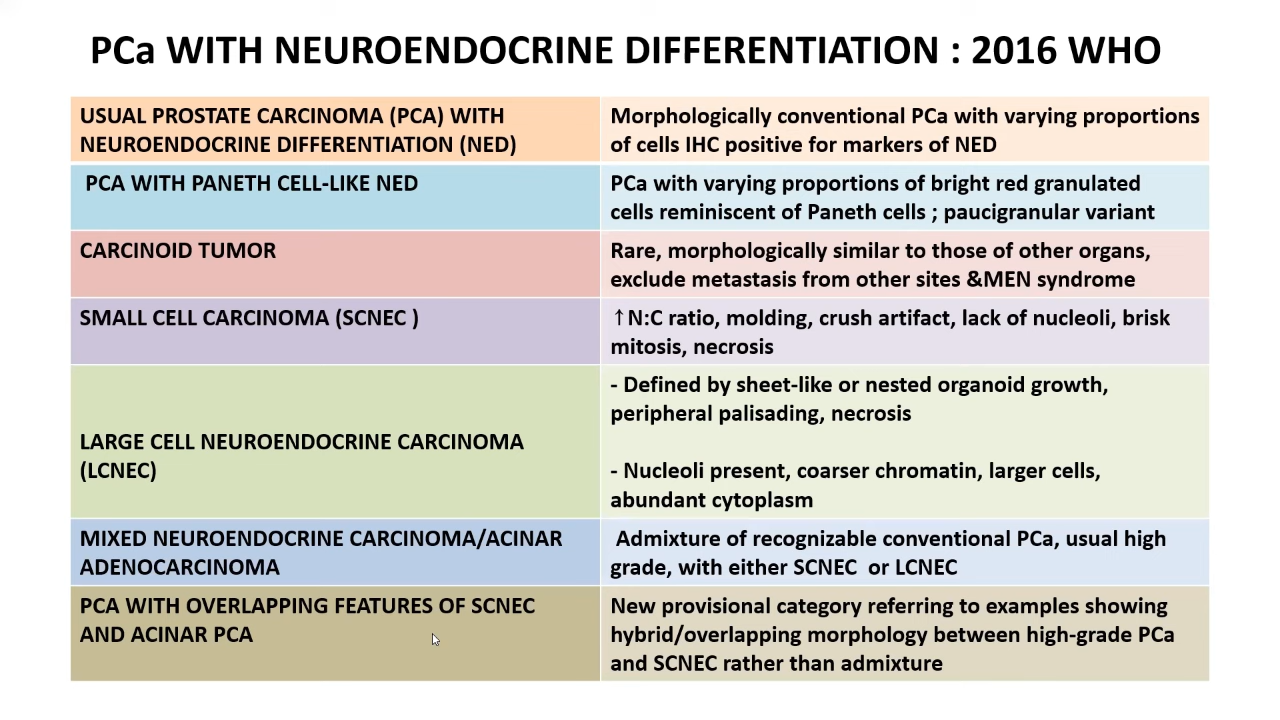 PCa WITH NEUROENDOCRINE DIFFERENTIATION : 2016 WHO
USUAL PROSTATE CARCINOMA (PCA) WITH
NEUROENDOCRINE DIFFERENTIATION (NED)
Morphologically conventional PCa with varying proportions
of cells IHC positive for markers of NED
PCA WITH PANETH CELL-LIKE NED
PCa with varying proportions of bright red granulated
cells reminiscent of Paneth cells ; paucigranular variant
CARCINOID TUMOR
Rare, morphologically similar to those of other organs,
exclude metastasis from other sites &MEN syndrome
SMALL CELL CARCINOMA (SCNEC )
↑N:C ratio, molding, crush artifact, lack of nucleoli, brisk
mitosis, necrosis
LARGE CELL NEUROENDOCRINE CARCINOMA
(LCNEC)
- Defined by sheet-like or nested organoid growth,
peripheral palisading, necrosis
- Nucleoli present, coarser chromatin, larger cells,
abundant cytoplasm
MIXED NEUROENDOCRINE CARCINOMA/ACINAR
ADENOCARCINOMA
Admixture of recognizable conventional PCa, usual high
grade, with either SCNEC or LCNEC
PCA WITH OVERLAPPING FEATURES OF SCNEC
AND ACINAR PCA
New provisional category referring to examples showing
hybrid/overlapping morphology between high-grade PCa
and SCNEC rather than admixture